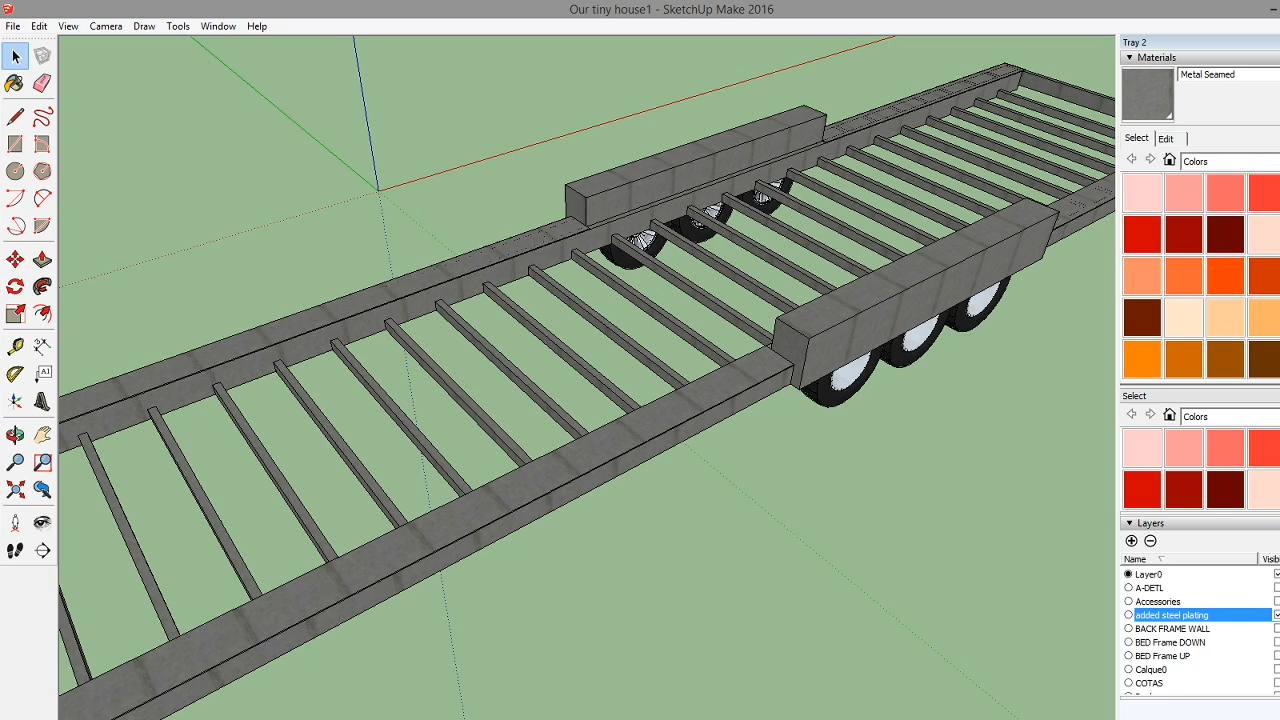 Our tiny house1 - SketchUp Make 2016
File Edit View Camera Draw Tools Window Help
Tray 2
Materials
Metal Seamed
Select Edit
Colors
A1
Select
Colors
Layers
Name Visibl
Layer0
A-DETL
Accessories
added steel plating
BACK FRAME WALL
BED Frame DOWN
BED Frame UP
Calque0
COTAS